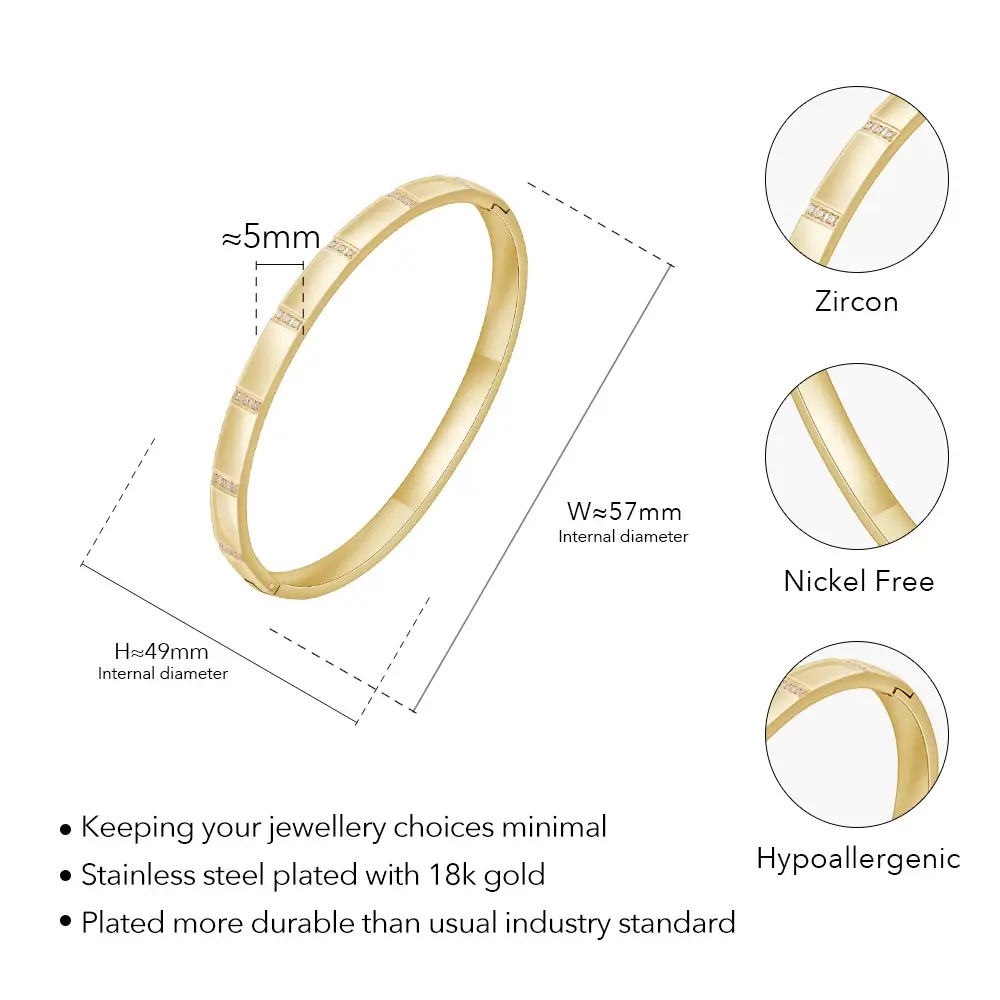 ≈5mm
Zircon
W≈57mm
Internal diameter
Nickel Free
H≈49mm
Internal diameter
Hypoallergenic
• Keeping your jewellery choices minimal
• Stainless steel plated with 18k gold
• Plated more durable than usual industry standard